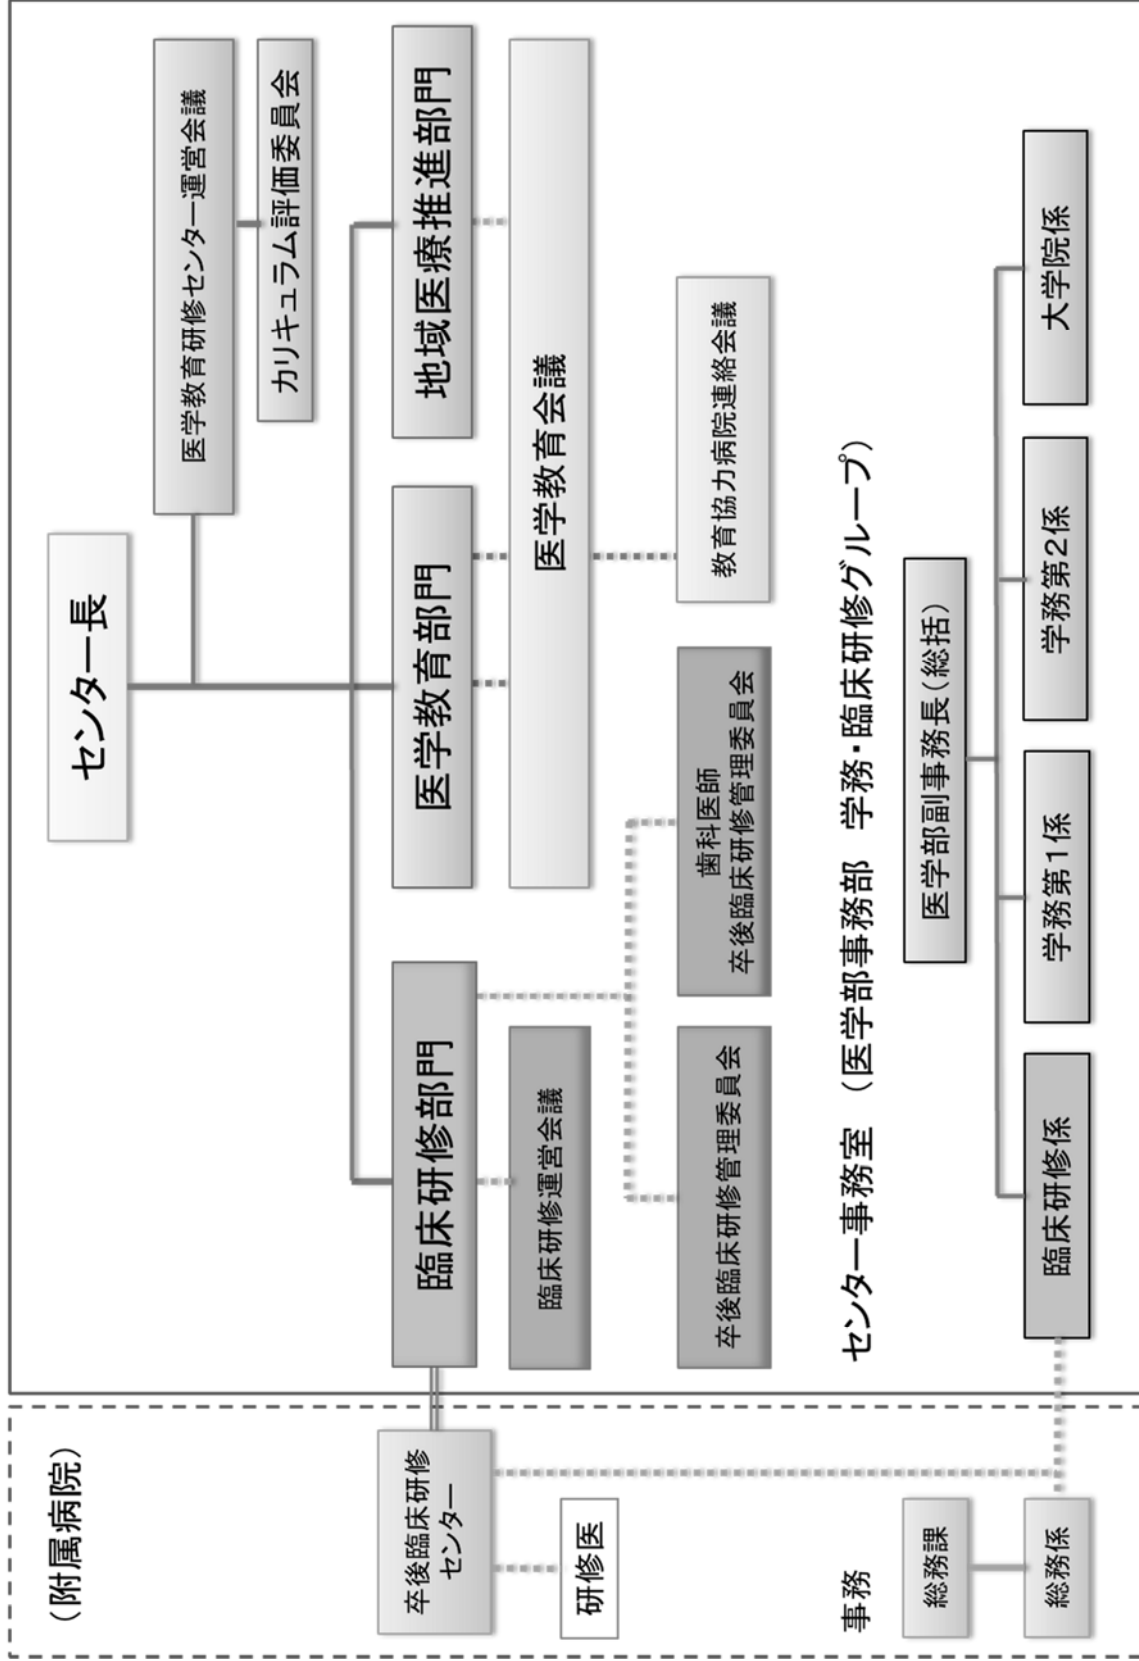 （附属病院）
センター長
医学教育研修センター運営会議
カリキュラム評価委員会
卒後臨床研修
センター
臨床研修部門
医学教育部門
地域医療推進部門
研修医
臨床研修運営会議
医学教育会議
卒後臨床研修管理委員会
歯科医師
卒後臨床研修管理委員会
教育協力病院連絡会議
事務
センター事務室　（医学部事務部　学務・臨床研修グループ）
総務課
医学部副事務長（総括）
総務係
臨床研修係
学務第1係
学務第2係
大学院係